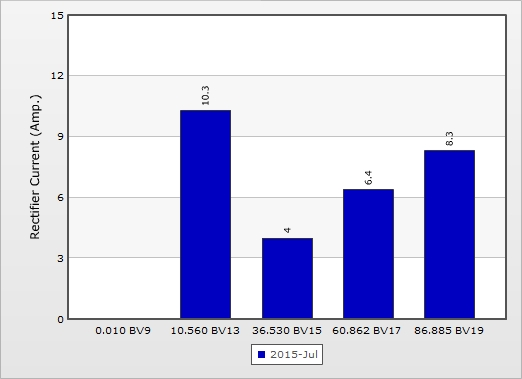 15
12
9
6
3
0
Rectifier Current (Amp.)
10.3
4
6.4
8.3
0.010 BV9
10.560 BV13
36.530 BV15
60.862 BV17
86.885 BV19
2015-Jul